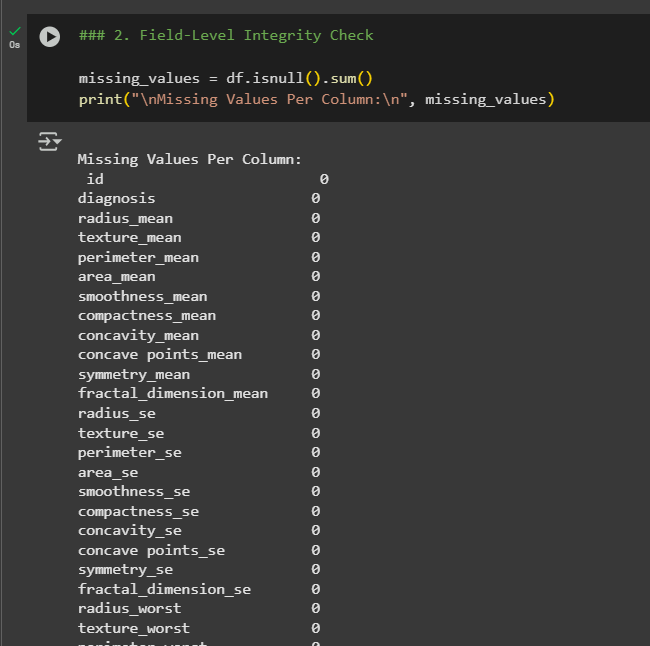 0s
### 2. Field-Level Integrity Check
missing_values = df.isnull().sum()
print("\nMissing Values Per Column:\n", missing_values)
Missing Values Per Column:
id 0
diagnosis 0
radius_mean 0
texture_mean 0
perimeter_mean 0
area_mean 0
smoothness_mean 0
compactness_mean 0
concavity_mean 0
concave points_mean 0
symmetry_mean 0
fractal_dimension_mean 0
radius_se 0
texture_se 0
perimeter_se 0
area_se 0
smoothness_se 0
compactness_se 0
concavity_se 0
concave points_se 0
symmetry_se 0
fractal_dimension_se 0
radius_worst 0
texture_worst 0